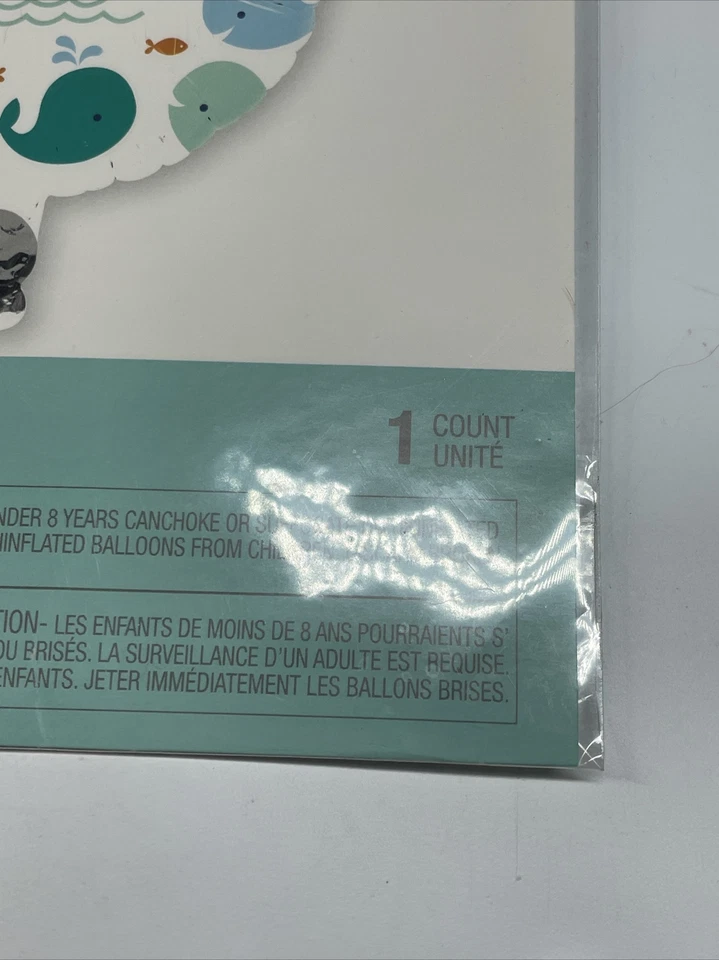 1 COUNT
UNITÉ
NDER 8 YEARS CANCHOKE OR
NINFLATED BALLOONS FROM
TION- LES ENFANTS DE MOINS DE 8 ANS POURRAIENTS S'
OU BRISÉS. LA SURVEILLANCE D'UN ADULTE EST REQUISE.
ENFANTS. JETER IMMÉDIATEMENT LES BALLONS BRISES.